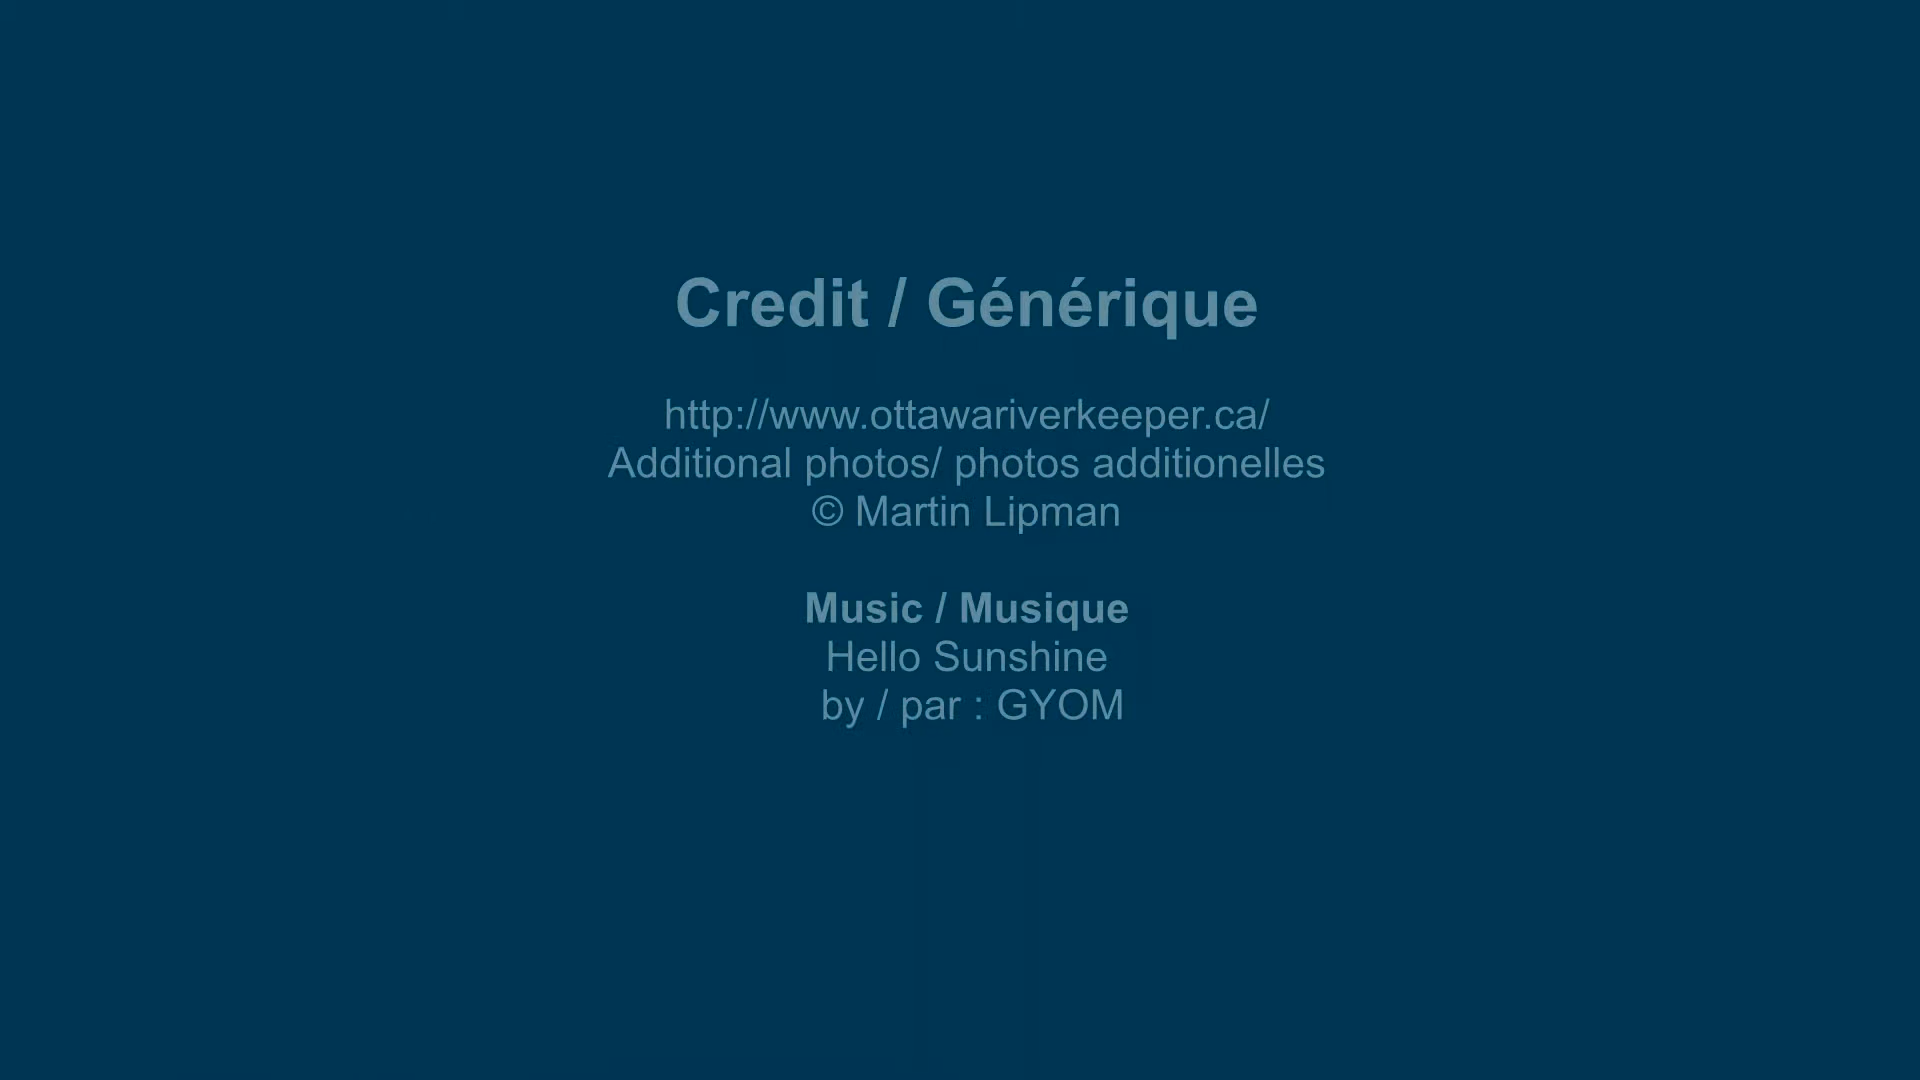 Credit / Générique
http://www.ottawariverkeeper.ca/
Additional photos/ photos additionelles
© Martin Lipman
Music / Musique
Hello Sunshine
by / par : GYOM